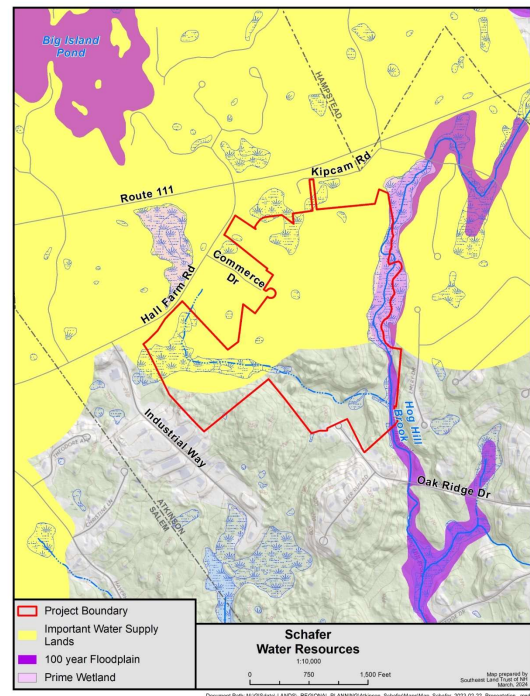 Big Island
Pond
HAMPSTEAD
Kipcam Rd
Route 111
Commerce
Dr
Hall Farm Rd
Industrial Way
Hog Hill
Brook
Oak Ridge Dr
ATKINSON
SALEM
Project Boundary
Important Water Supply
Lands
100 year Floodplain
Prime Wetland
Schafer
Water Resources
1:10,000
0 750 1,500 Feet
Map prepared by
Southeast Land Trust of NH
March, 2024